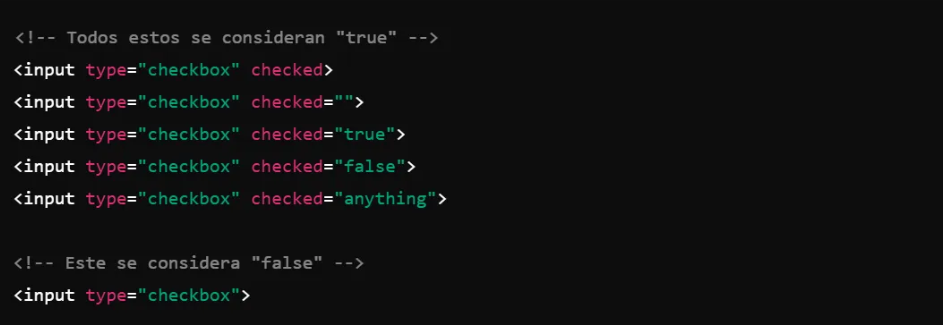 <!-- Todos estos se consideran "true" -->
<input type="checkbox" checked>
<input type="checkbox" checked="">
<input type="checkbox" checked="true">
<input type="checkbox" checked="false">
<input type="checkbox" checked="anything">
<!-- Este se considera "false" -->
<input type="checkbox">